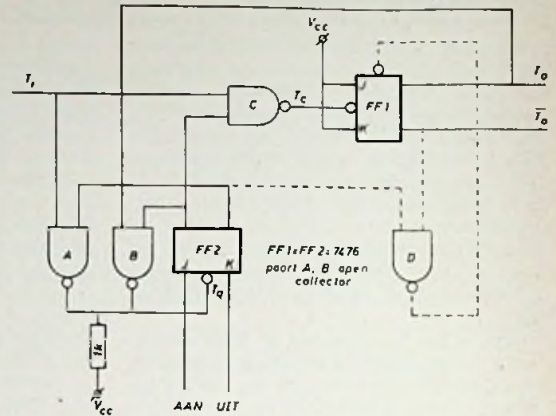 Vcc
Ti
C
Tc
J
K
FF1
To
T̅o
A
B
FF2
J
K
Tq
FF1=FF2=7476
poort A, B open
collector
D
1k
Vcc
AAN
UIT